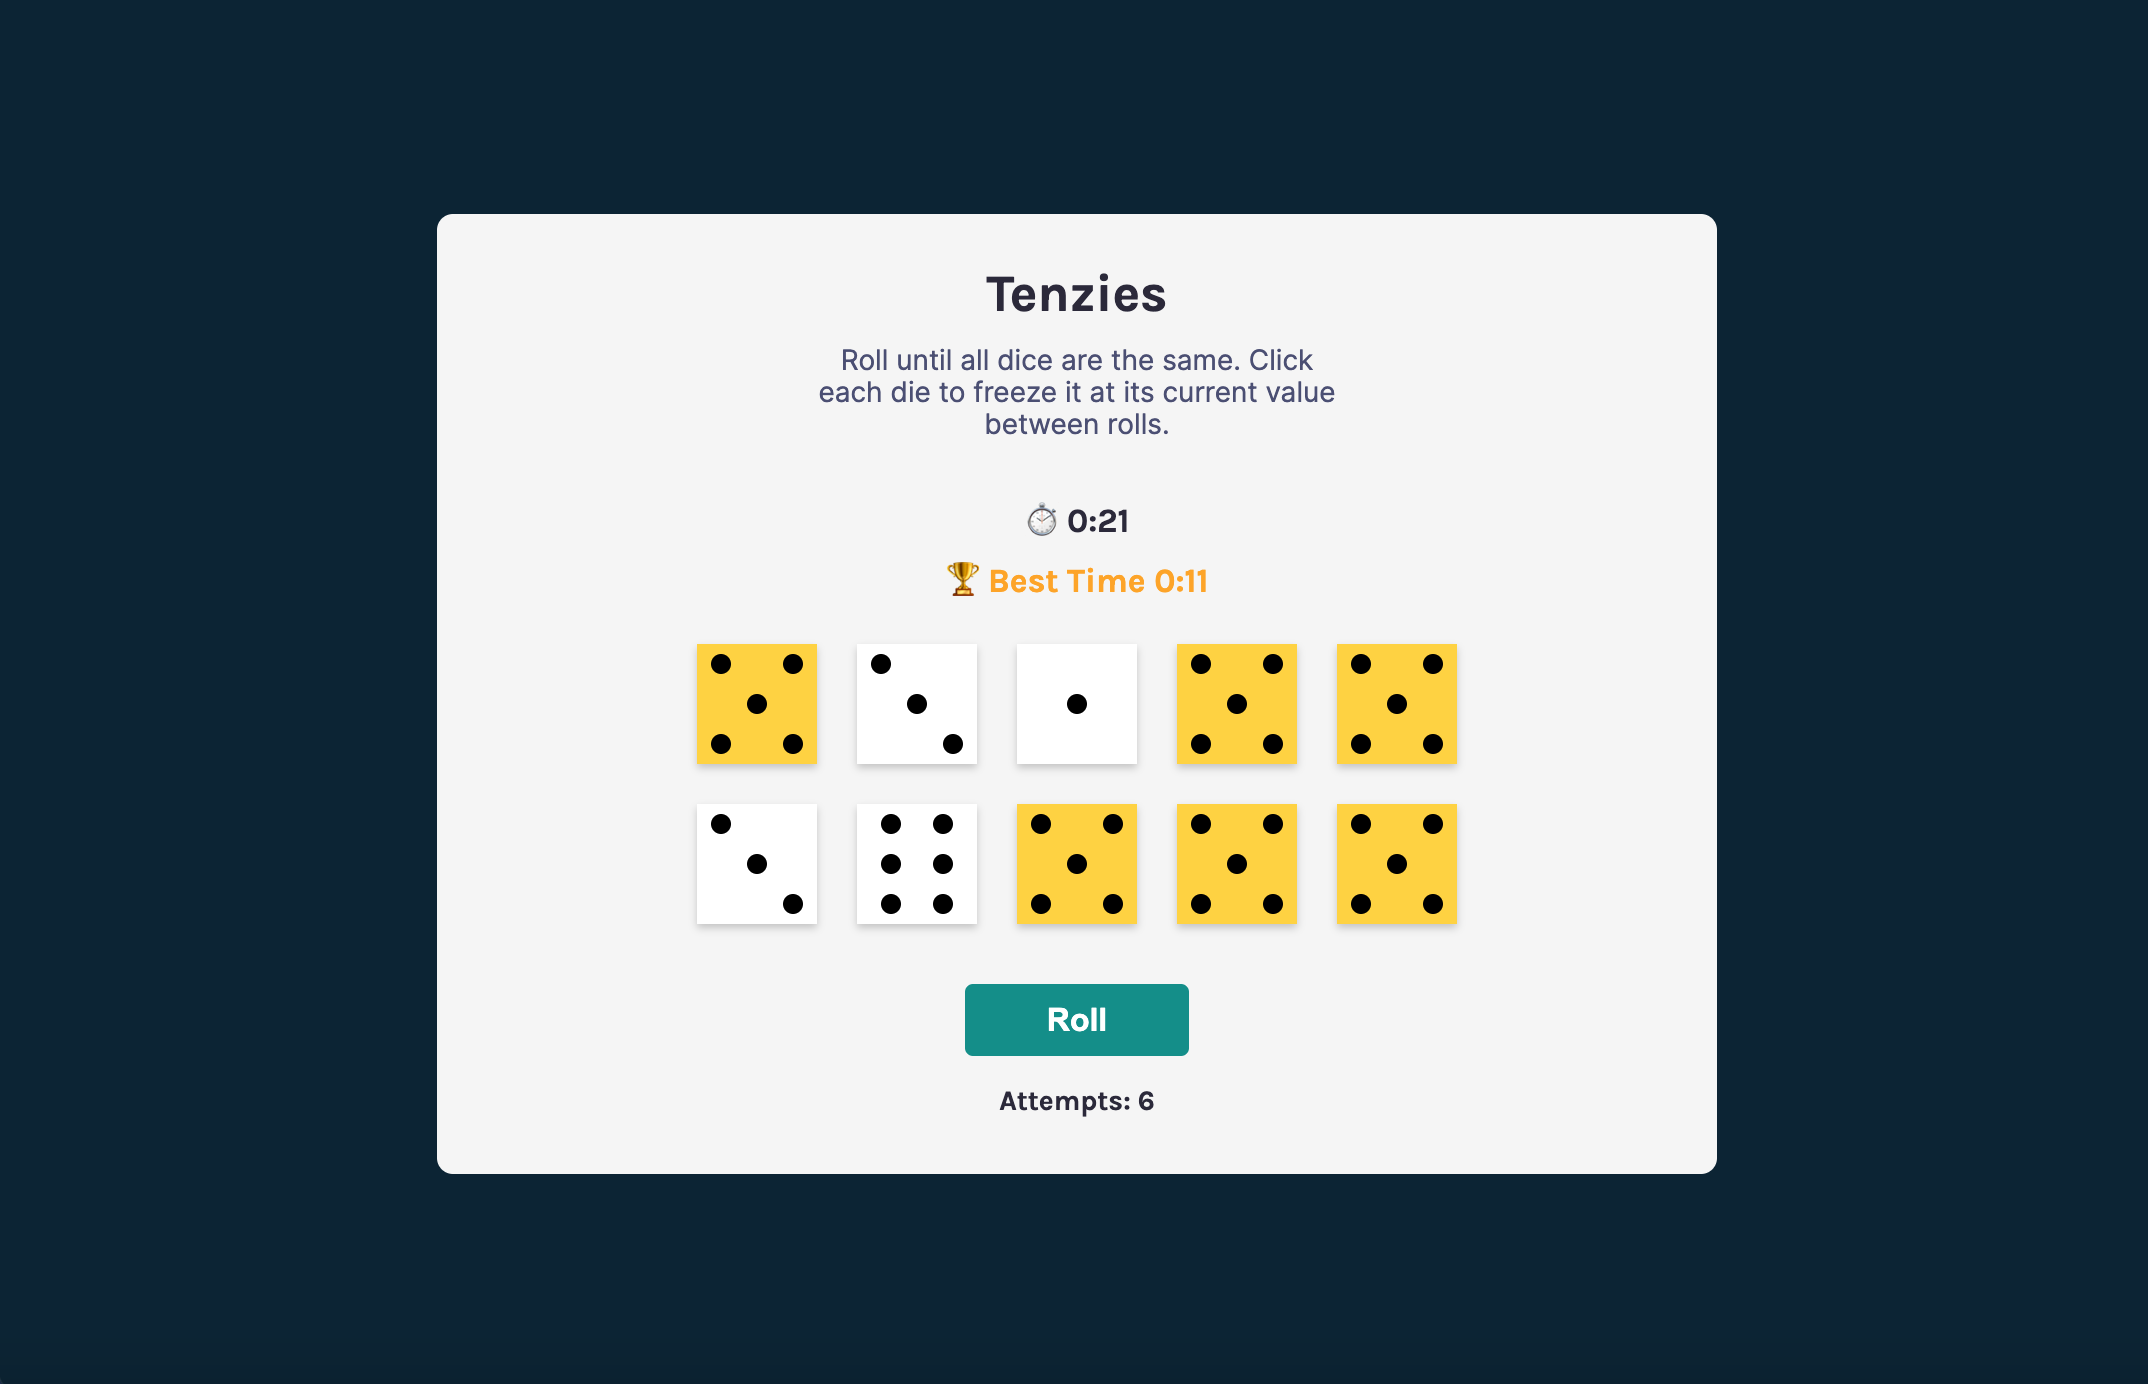 Tenzies
Roll until all dice are the same. Click
each die to freeze it at its current value
between rolls.
0:21
Best Time 0:11
Roll
Attempts: 6